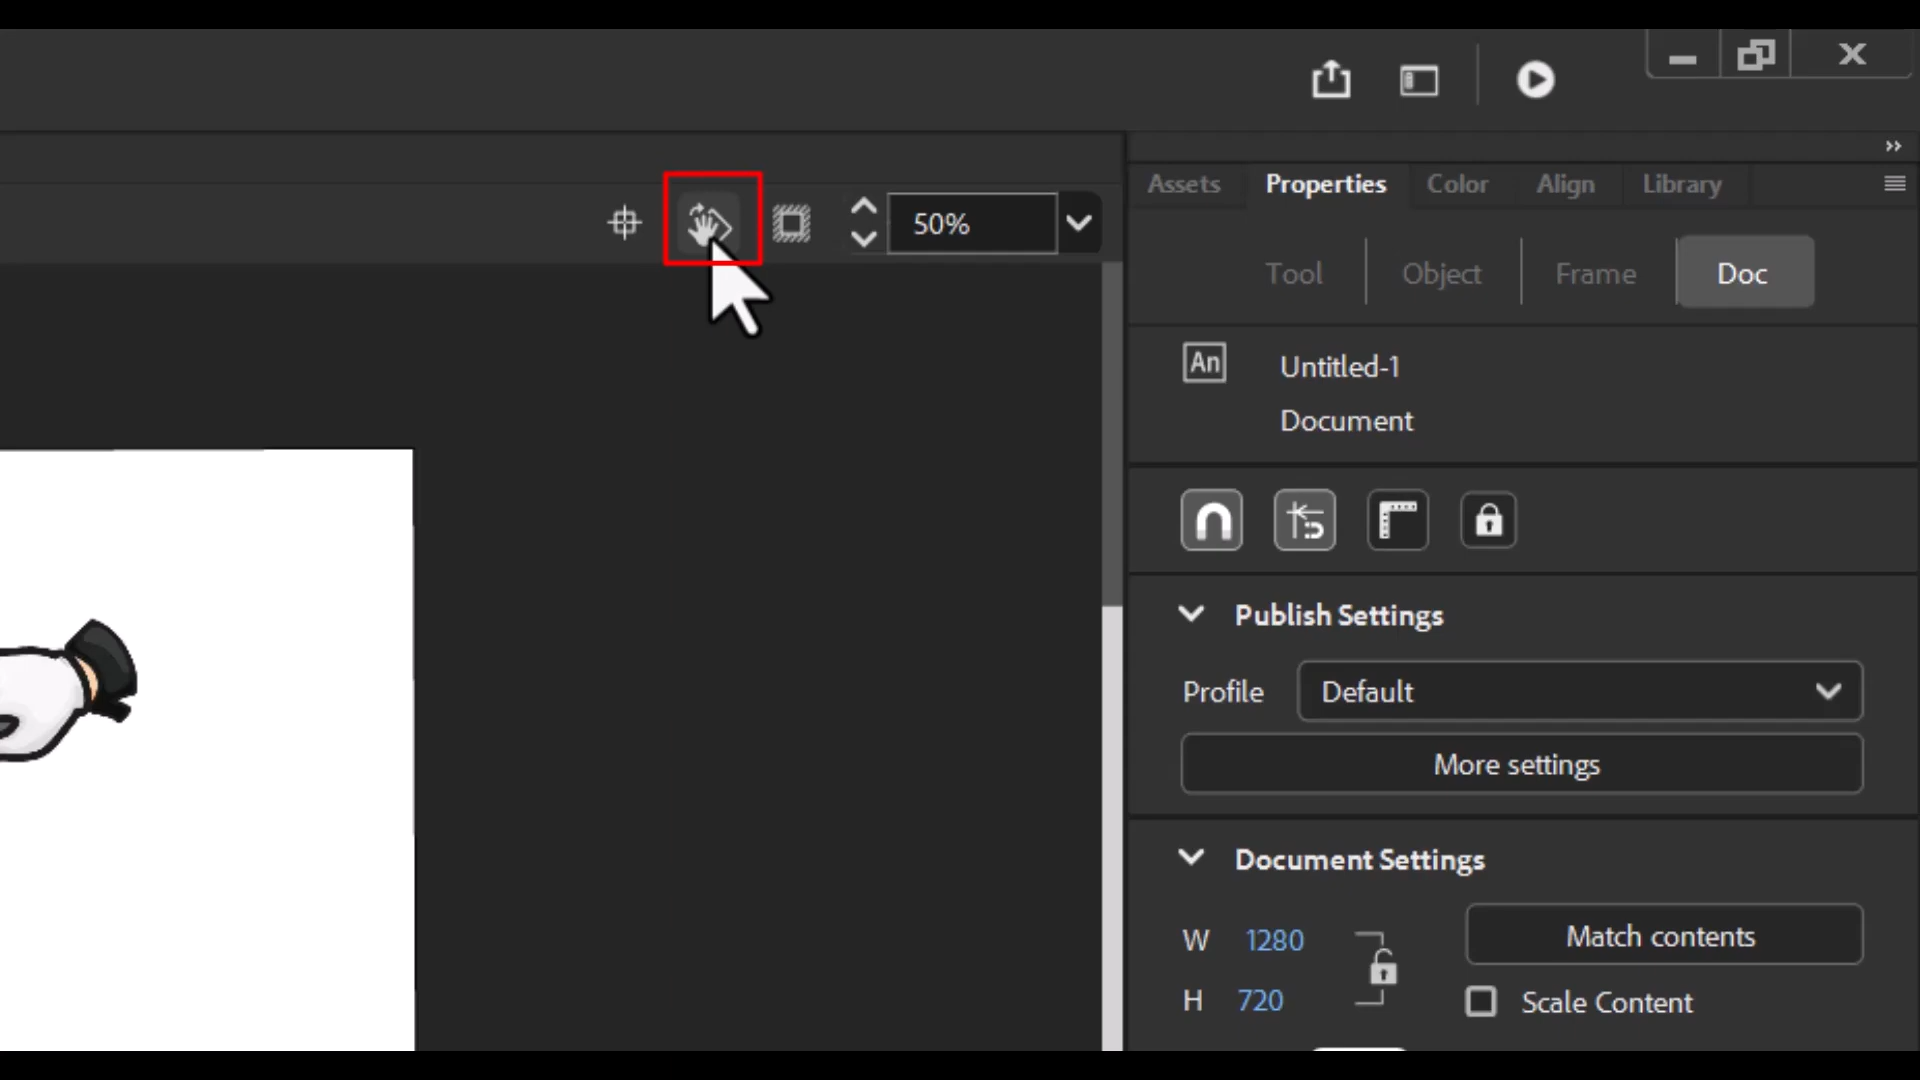 50%
Assets Properties Color Align Library
Tool Object Frame Doc
An Untitled-1
Document
Publish Settings
Profile Default
More settings
Document Settings
W 1280 Match contents
H 720 Scale Content